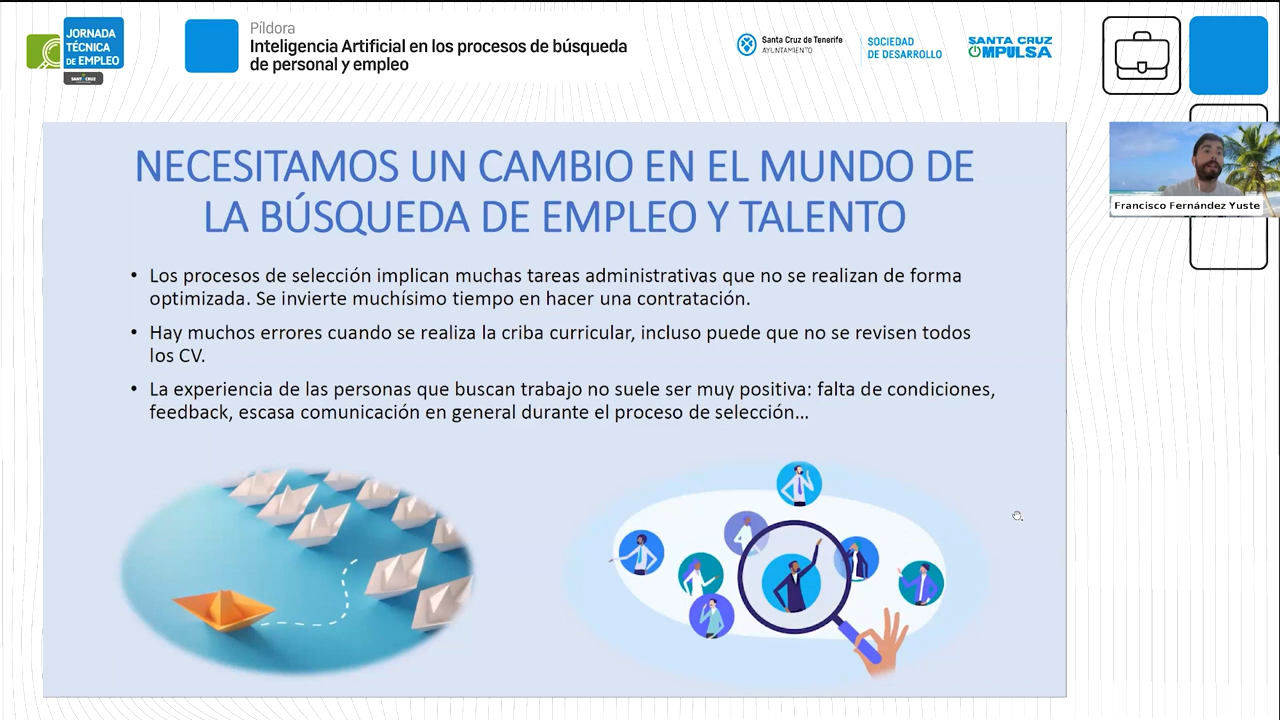 JORNADA
TÉCNICA
DE EMPLEO
SANTA CRUZ
Píldora
Inteligencia Artificial en los procesos de búsqueda
de personal y empleo
Santa Cruz de Tenerife
AYUNTAMIENTO
SOCIEDAD
DE DESARROLLO
SANTA CRUZ
OMPULSA
NECESITAMOS UN CAMBIO EN EL MUNDO DE
LA BÚSQUEDA DE EMPLEO Y TALENTO
• Los procesos de selección implican muchas tareas administrativas que no se realizan de forma
optimizada. Se invierte muchísimo tiempo en hacer una contratación.
• Hay muchos errores cuando se realiza la criba curricular, incluso puede que no se revisen todos
los CV.
• La experiencia de las personas que buscan trabajo no suele ser muy positiva: falta de condiciones,
feedback, escasa comunicación en general durante el proceso de selección...
Francisco Fernández Yuste